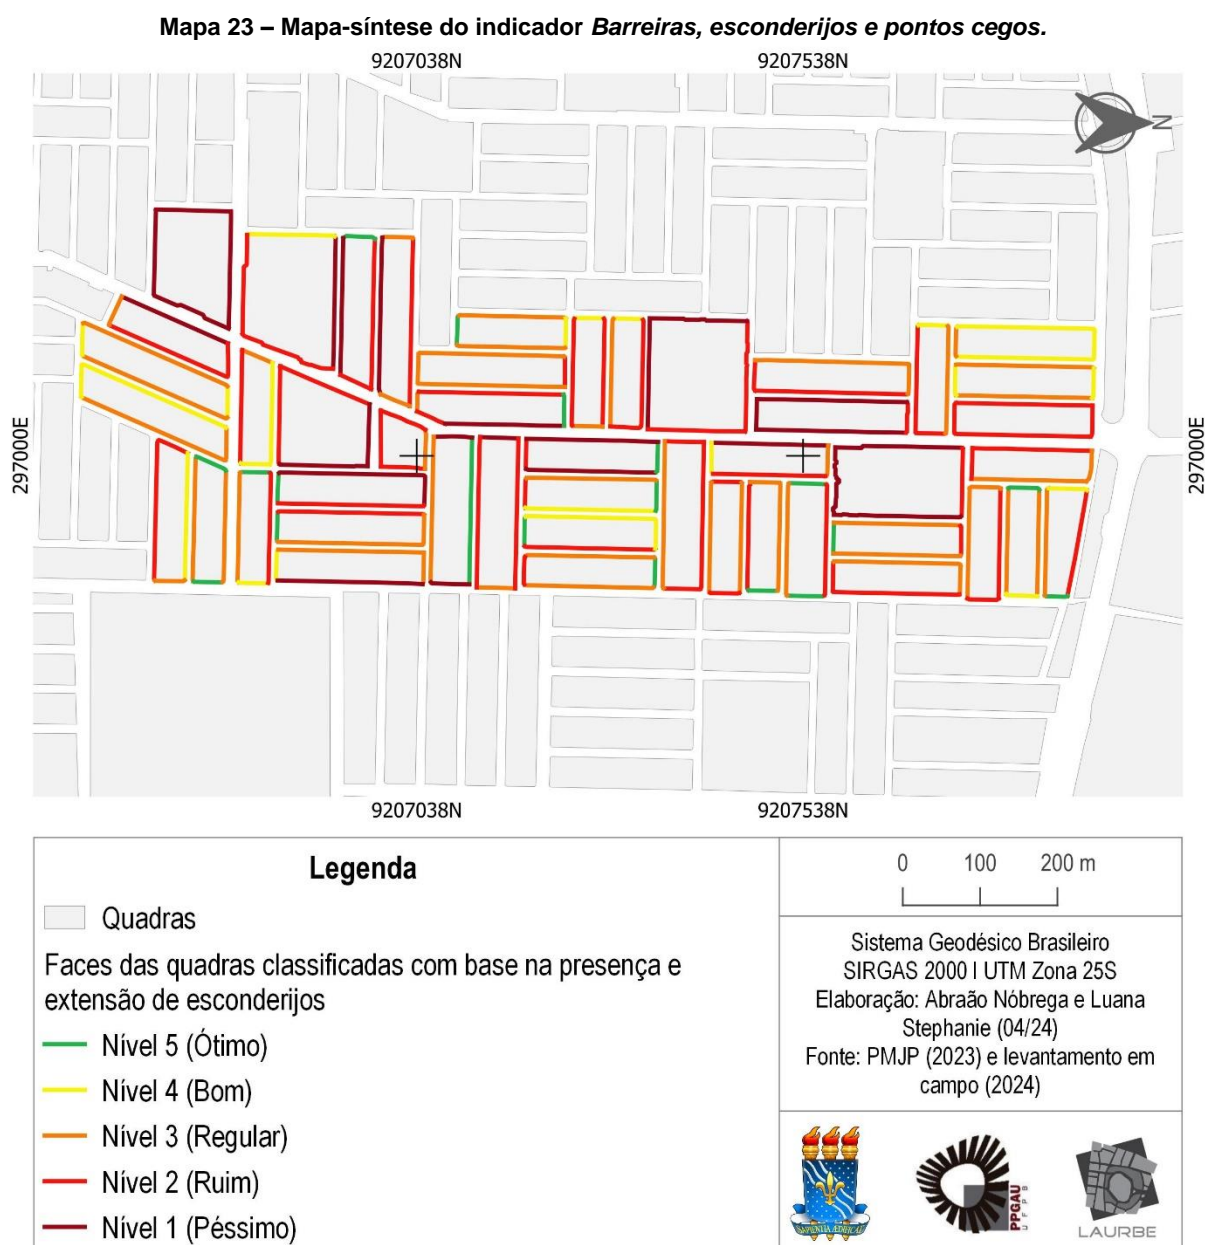 Mapa 23 – Mapa-síntese do indicador Barreiras, esconderijos e pontos cegos.
9207038N
9207538N
N
297000E
297000E
9207038N
9207538N
Legenda
Quadras
Faces das quadras classificadas com base na presença e
extensão de esconderijos
Nível 5 (Ótimo)
Nível 4 (Bom)
Nível 3 (Regular)
Nível 2 (Ruim)
Nível 1 (Péssimo)
0 100 200 m
Sistema Geodésico Brasileiro
SIRGAS 2000 I UTM Zona 25S
Elaboração: Abraão Nóbrega e Luana
Stephanie (04/24)
Fonte: PMJP (2023) e levantamento em
campo (2024)
SAPIENTIA ÆDIFICAT
PPGAU
UFPB
LAURBE